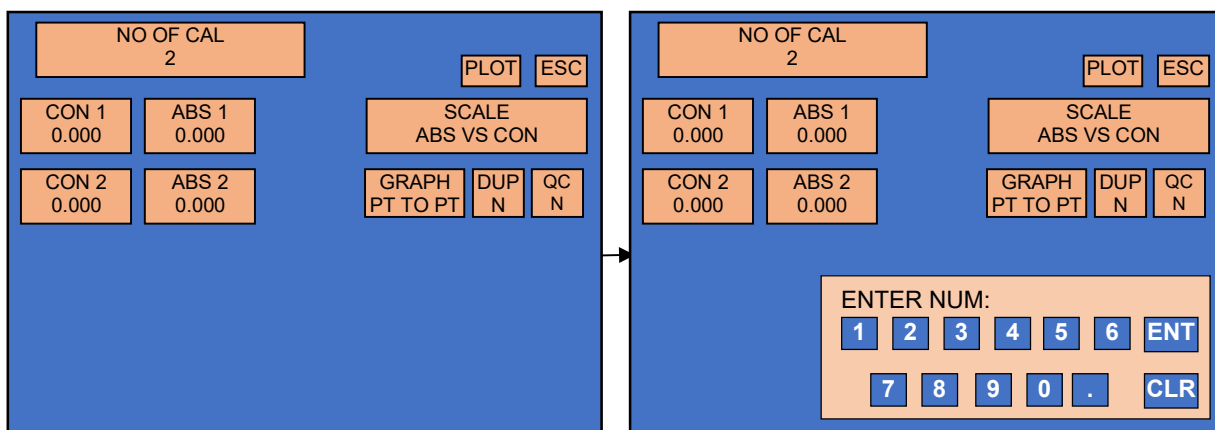 NO OF CAL
2
PLOT
ESC
CON 1
0.000
ABS 1
0.000
SCALE
ABS VS CON
CON 2
0.000
ABS 2
0.000
GRAPH
PT TO PT
DUP
N
QC
N
NO OF CAL
2
PLOT
ESC
CON 1
0.000
ABS 1
0.000
SCALE
ABS VS CON
CON 2
0.000
ABS 2
0.000
GRAPH
PT TO PT
DUP
N
QC
N
ENTER NUM:
1 2 3 4 5 6 ENT
7 8 9 0 . CLR